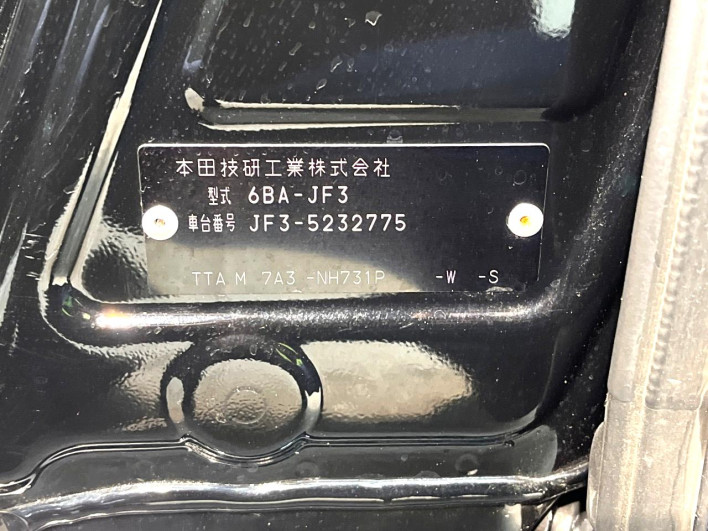 本田技研工業株式会社
型式 6BA-JF3
車台番号 JF3-5232775
TTA M 7A3 -NH731P -W -S